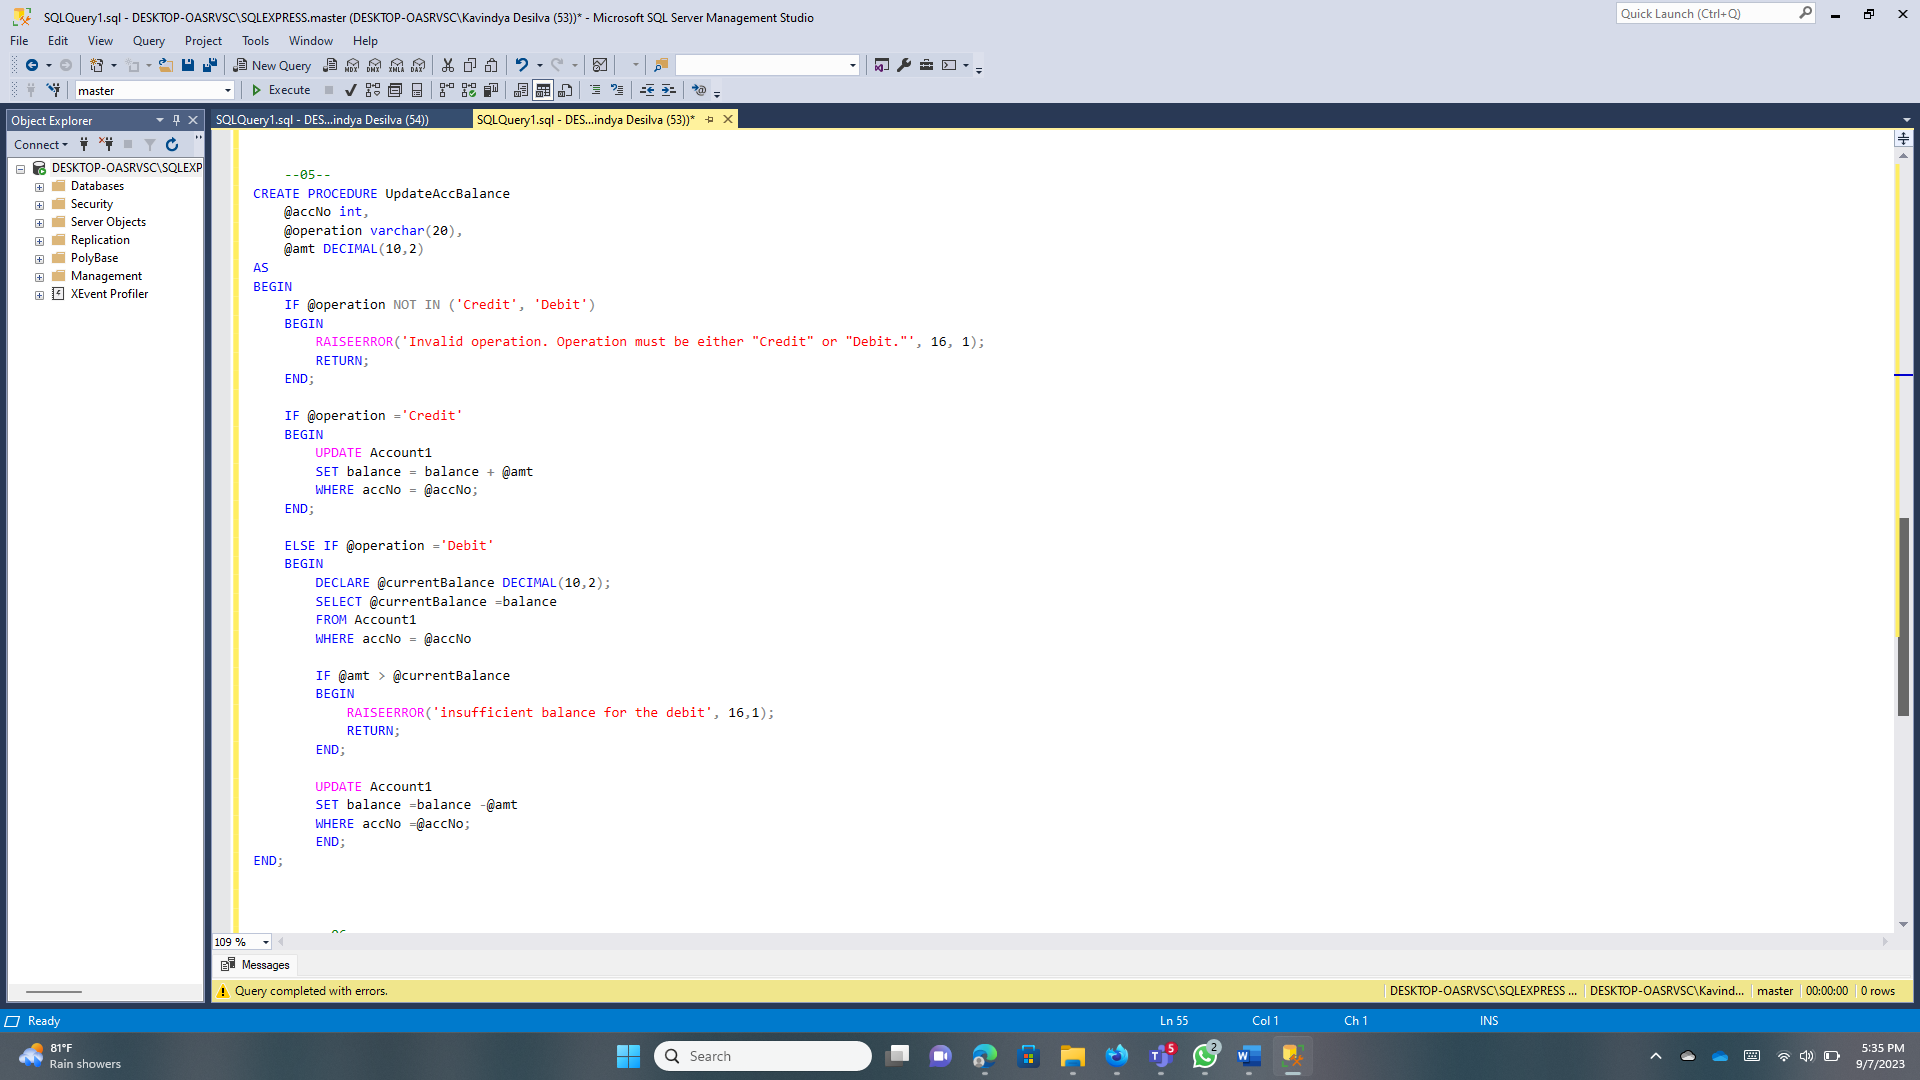 SQLQuery1.sql - DESKTOP-OASRVSC\SQLEXPRESS.master (DESKTOP-OASRVSC\Kavindya Desilva (53))* - Microsoft SQL Server Management Studio
Quick Launch (Ctrl+Q)
File Edit View Query Project Tools Window Help
New Query MDX DMX XMLA DAX
master Execute
Object Explorer
SQLQuery1.sql - DES...indya Desilva (54))
SQLQuery1.sql - DES...indya Desilva (53))*
Connect
DESKTOP-OASRVSC\SQLEXP
Databases
Security
Server Objects
Replication
PolyBase
Management
XEvent Profiler
--05--
CREATE PROCEDURE UpdateAccBalance
@accNo int,
@operation varchar(20),
@amt DECIMAL(10,2)
AS
BEGIN
IF @operation NOT IN ('Credit', 'Debit')
BEGIN
RAISEERROR('Invalid operation. Operation must be either "Credit" or "Debit."', 16, 1);
RETURN;
END;
IF @operation ='Credit'
BEGIN
UPDATE Account1
SET balance = balance + @amt
WHERE accNo = @accNo;
END;
ELSE IF @operation ='Debit'
BEGIN
DECLARE @currentBalance DECIMAL(10,2);
SELECT @currentBalance =balance
FROM Account1
WHERE accNo = @accNo
IF @amt > @currentBalance
BEGIN
RAISEERROR('insufficient balance for the debit', 16,1);
RETURN;
END;
UPDATE Account1
SET balance =balance -@amt
WHERE accNo =@accNo;
END;
END;
109 %
Messages
Query completed with errors.
DESKTOP-OASRVSC\SQLEXPRESS ... DESKTOP-OASRVSC\Kavind... master 00:00:00 0 rows
Ready Ln 55 Col 1 Ch 1 INS
81°F
Rain showers
Search
5
2
5:35 PM
9/7/2023